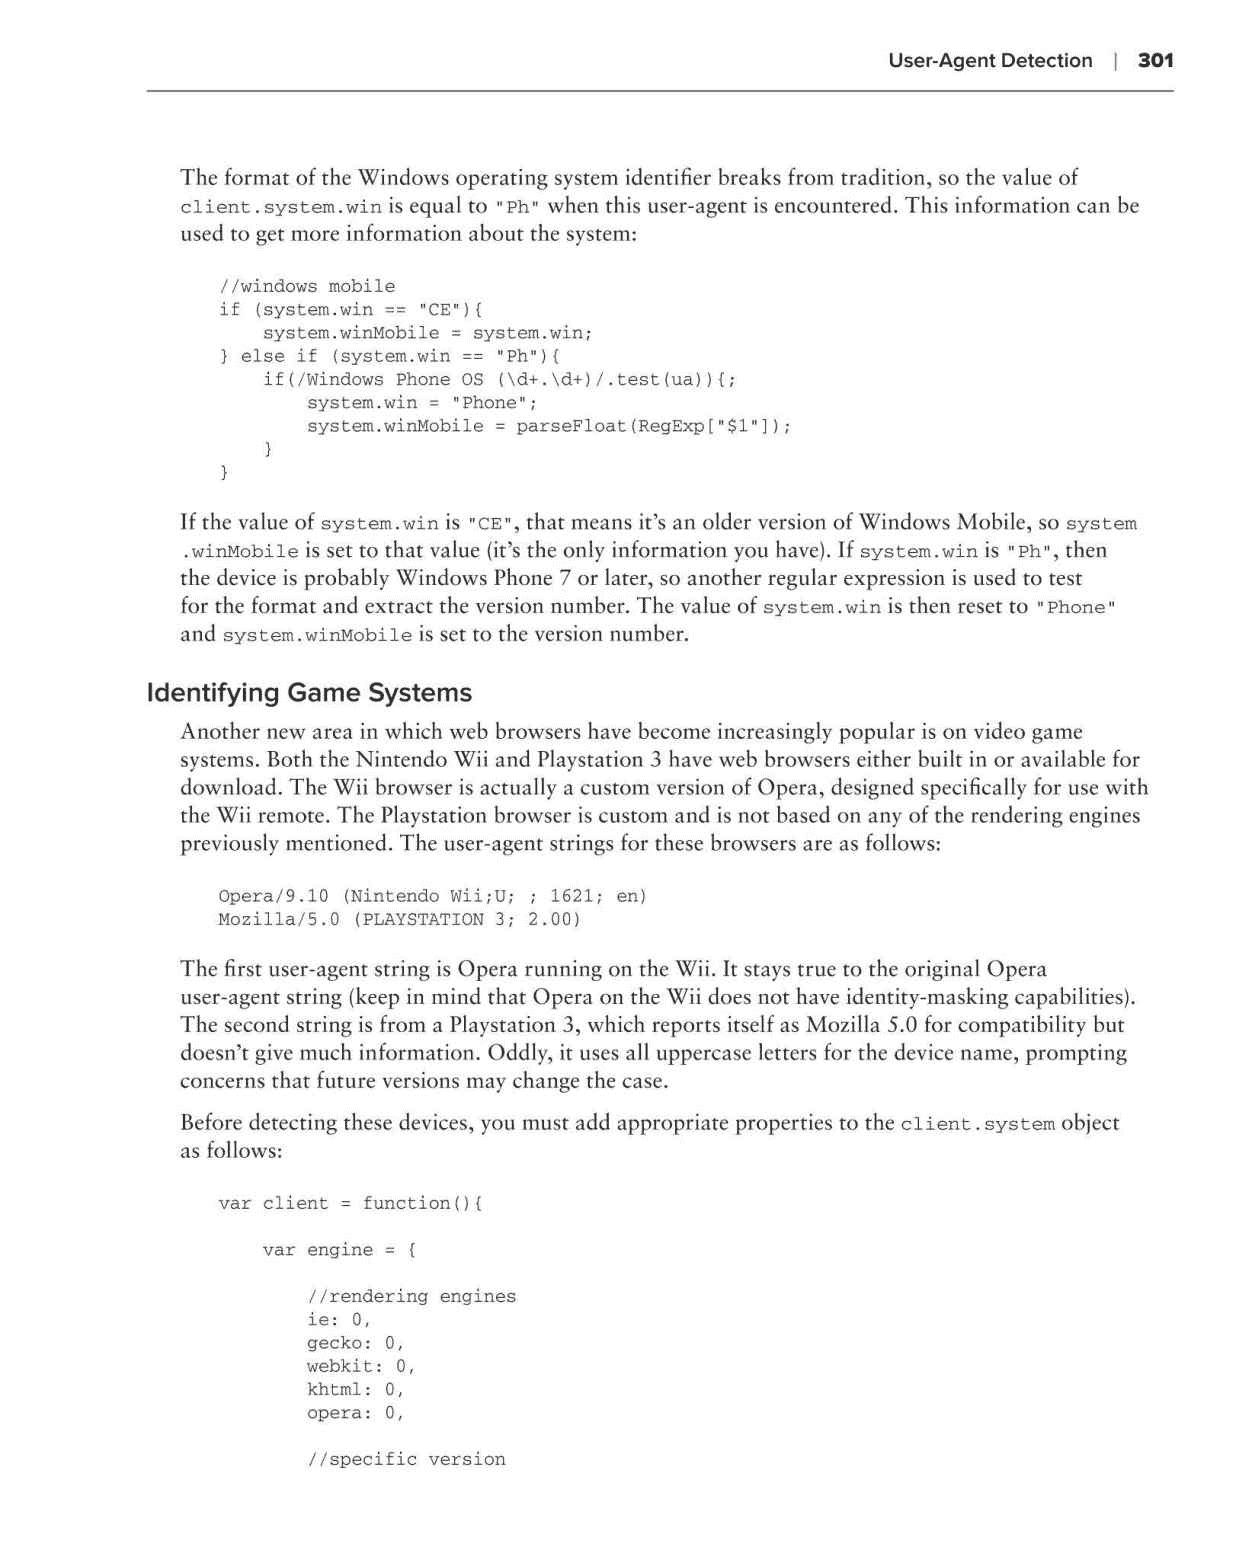 User-Agent Detection | 301
The format of the Windows operating system identifier breaks from tradition, so the value of
client.system.win is equal to "Ph" when this user-agent is encountered. This information can be
used to get more information about the system:
//windows mobile
if (system.win == "CE"){
    system.winMobile = system.win;
} else if (system.win == "Ph"){
    if(/Windows Phone OS (\d+.\d+)/.test(ua)){;
        system.win = "Phone";
        system.winMobile = parseFloat(RegExp["$1"]);
    }
}
If the value of system.win is "CE", that means it's an older version of Windows Mobile, so system
.winMobile is set to that value (it's the only information you have). If system.win is "Ph", then
the device is probably Windows Phone 7 or later, so another regular expression is used to test
for the format and extract the version number. The value of system.win is then reset to "Phone"
and system.winMobile is set to the version number.
Identifying Game Systems
Another new area in which web browsers have become increasingly popular is on video game
systems. Both the Nintendo Wii and Playstation 3 have web browsers either built in or available for
download. The Wii browser is actually a custom version of Opera, designed specifically for use with
the Wii remote. The Playstation browser is custom and is not based on any of the rendering engines
previously mentioned. The user-agent strings for these browsers are as follows:
Opera/9.10 (Nintendo Wii;U; ; 1621; en)
Mozilla/5.0 (PLAYSTATION 3; 2.00)
The first user-agent string is Opera running on the Wii. It stays true to the original Opera
user-agent string (keep in mind that Opera on the Wii does not have identity-masking capabilities).
The second string is from a Playstation 3, which reports itself as Mozilla 5.0 for compatibility but
doesn't give much information. Oddly, it uses all uppercase letters for the device name, prompting
concerns that future versions may change the case.
Before detecting these devices, you must add appropriate properties to the client.system object
as follows:
var client = function(){
    var engine = {
        //rendering engines
        ie: 0,
        gecko: 0,
        webkit: 0,
        khtml: 0,
        opera: 0,
        //specific version